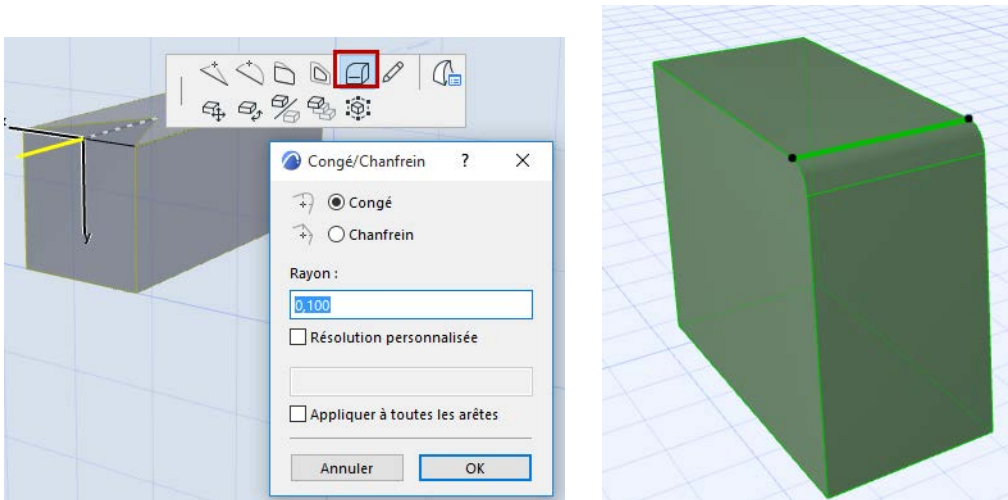 Congé/Chanfrein ? X
Congé
Chanfrein
Rayon :
0,100
Résolution personnalisée
Appliquer à toutes les arêtes
Annuler OK
y